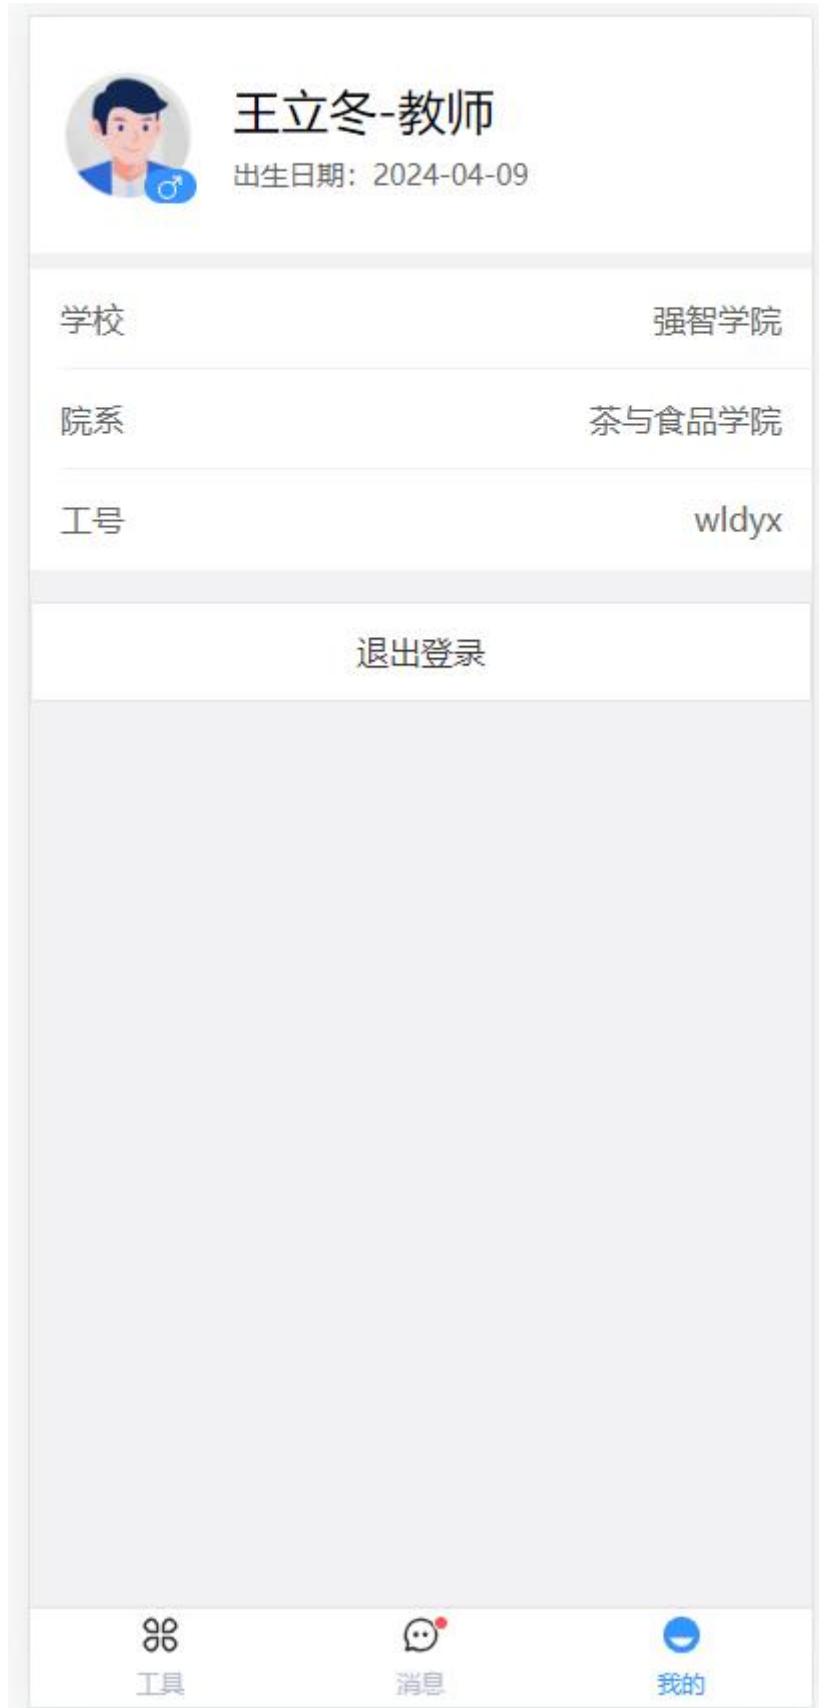 王立冬-教师
出生日期：2024-04-09
学校 强智学院
院系 茶与食品学院
工号 wldyx
退出登录
工具 消息 我的